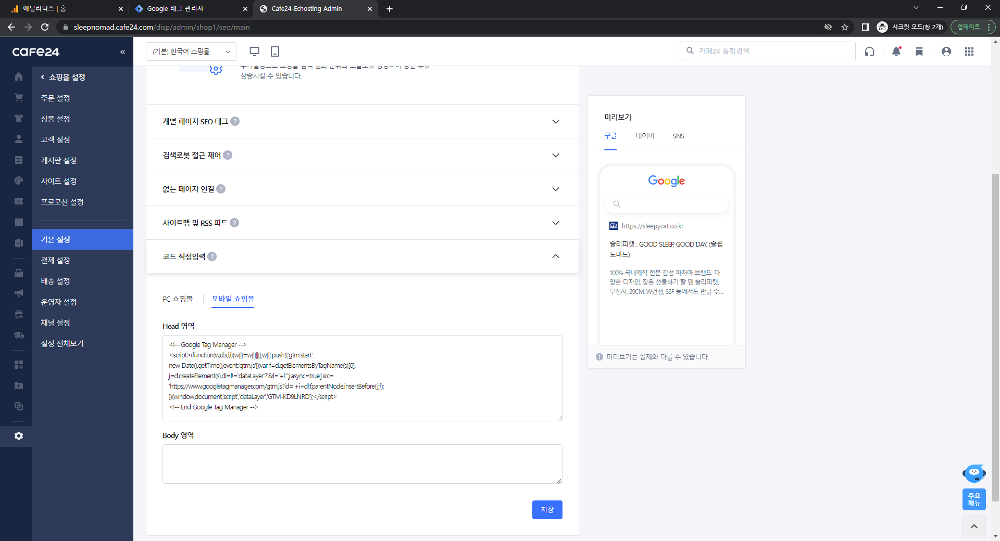 애널리틱스 | 홈
Google 태그 관리자
Cafe24-Echosting Admin
sleepnomad.cafe24.com/disp/admin/shop1/seo/main
시크릿 모드(창 2개)
업데이트
cafe24
(기본) 한국어 쇼핑몰
카페24 통합검색
쇼핑몰 설정
주문 설정
상품 설정
고객 설정
게시판 설정
사이트 설정
프로모션 설정
기본 설정
결제 설정
배송 설정
운영자 설정
채널 설정
설정 전체보기
상승시킬 수 있습니다.
개별 페이지 SEO 태그 ?
검색로봇 접근 제어 ?
없는 페이지 연결 ?
사이트맵 및 RSS 피드 ?
코드 직접입력 ?
PC 쇼핑몰
모바일 쇼핑몰
Head 영역
<!-- Google Tag Manager -->
<script>(function(w,d,s,l,i){w[l]=w[l]||[];w[l].push({'gtm.start':
new Date().getTime(),event:'gtm.js'});var f=d.getElementsByTagName(s)[0],
j=d.createElement(s),dl=l!='dataLayer'?'&l='+l:'';j.async=true;j.src=
'https://www.googletagmanager.com/gtm.js?id='+i+dl;f.parentNode.insertBefore(j,f);
})(window,document,'script','dataLayer','GTM-KD9LNRD');</script>
<!-- End Google Tag Manager -->
Body 영역
저장
미리보기
구글
네이버
SNS
Google
https://sleepycat.co.kr
슬리피캣 : GOOD SLEEP, GOOD DAY. (슬립
노마드)
100% 국내제작 전문 감성 파자마 브랜드. 다
양한 디자인. 잠옷 선물하기 할 땐 슬리피캣.
무신사, 29CM, W컨셉, SSF 등에서도 만날 수...
미리보기는 실제와 다를 수 있습니다.
주요
메뉴